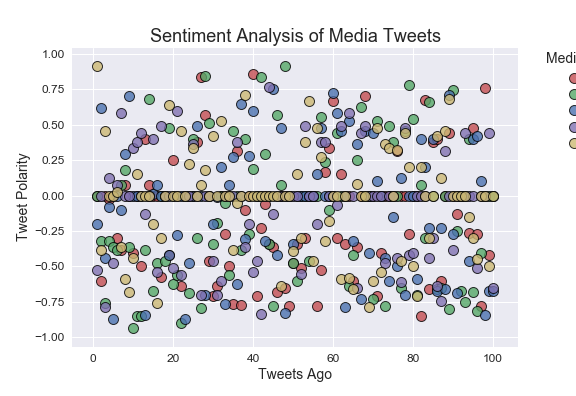 Sentiment Analysis of Media Tweets
Medi
1.00
0.75
0.50
0.25
0.00
−0.25
−0.50
−0.75
−1.00
Tweet Polarity
0 20 40 60 80 100
Tweets Ago